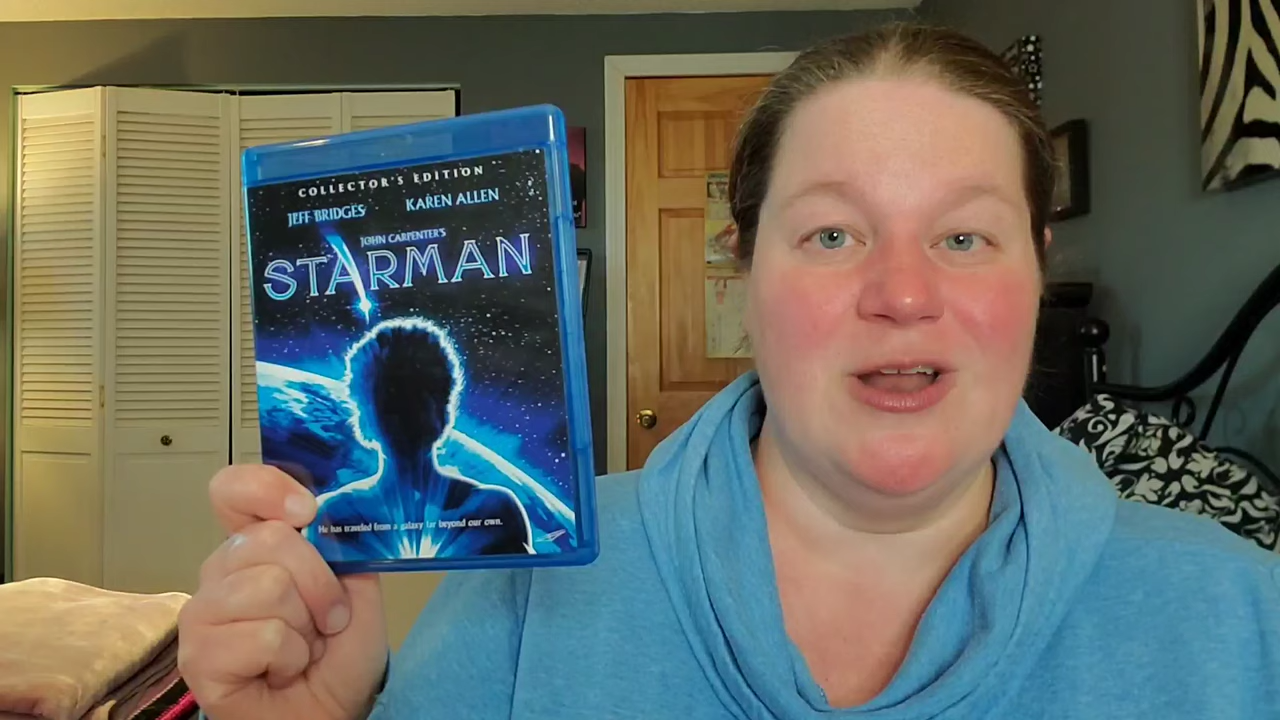 COLLECTOR'S EDITION
JEFF BRIDGES KAREN ALLEN
JOHN CARPENTER'S
STARMAN
He has traveled from a galaxy far beyond our own.